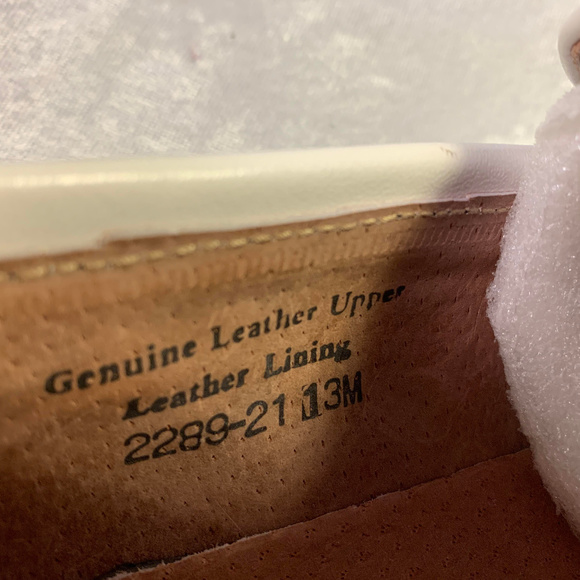 Genuine Leather Upper
Leather Lining
2289-21 13M